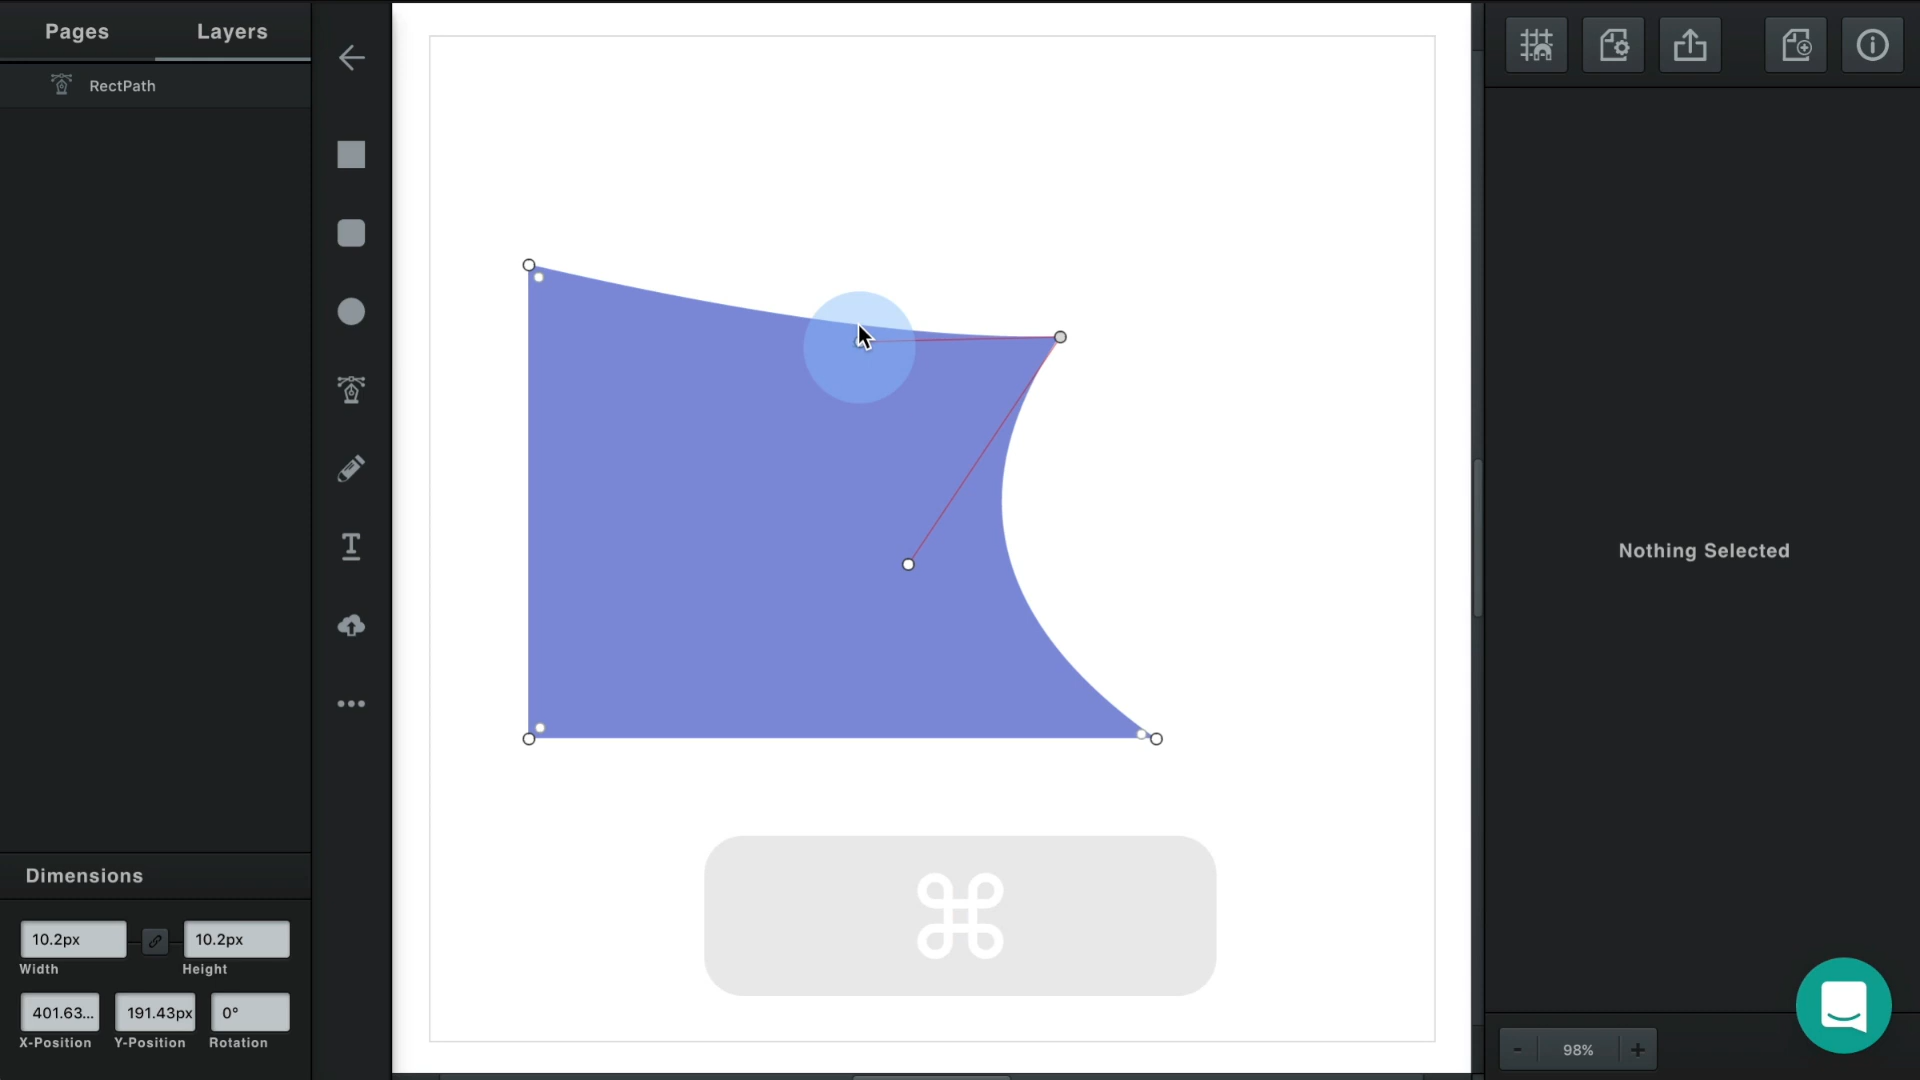 Pages
Layers
RectPath
Nothing Selected
Dimensions
10.2px
10.2px
Width
Height
401.63...
191.43px
0°
X-Position
Y-Position
Rotation
- 98% +